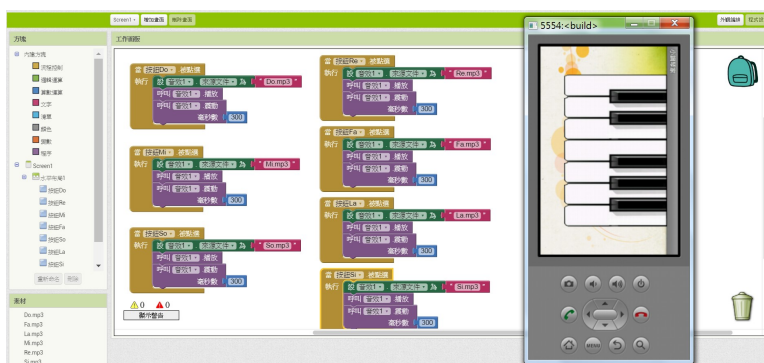 Screen1 增加畫面 刪除畫面
5554:<build>
外觀編排 程式設
方塊
工作面板
內建方塊
流程控制
邏輯運算
算數運算
文字
清單
顏色
變數
程序
Screen1
水平布局1
按鈕Do
按鈕Re
按鈕Mi
按鈕Fa
按鈕So
按鈕La
按鈕Si
重新命名 刪除
素材
Do.mp3
Fa.mp3
La.mp3
Mi.mp3
Re.mp3
Si.mp3
當 按鈕Do 被點選
執行 設 音效1 . 來源文件 為 " Do.mp3 "
呼叫 音效1 播放
呼叫 音效1 震動
毫秒數 300
當 按鈕Mi 被點選
執行 設 音效1 . 來源文件 為 " Mi.mp3 "
呼叫 音效1 播放
呼叫 音效1 震動
毫秒數 300
當 按鈕So 被點選
執行 設 音效1 . 來源文件 為 " So.mp3 "
呼叫 音效1 播放
呼叫 音效1 震動
毫秒數 300
0 0
顯示警告
當 按鈕Re 被點選
執行 設 音效1 . 來源文件 為 " Re.mp3 "
呼叫 音效1 播放
呼叫 音效1 震動
毫秒數 300
當 按鈕Fa 被點選
執行 設 音效1 . 來源文件 為 " Fa.mp3 "
呼叫 音效1 播放
呼叫 音效1 震動
毫秒數 300
當 按鈕La 被點選
執行 設 音效1 . 來源文件 為 " La.mp3 "
呼叫 音效1 播放
呼叫 音效1 震動
毫秒數 300
當 按鈕Si 被點選
執行 設 音效1 . 來源文件 為 " Si.mp3 "
呼叫 音效1 播放
呼叫 音效1 震動
毫秒數 300
MENU